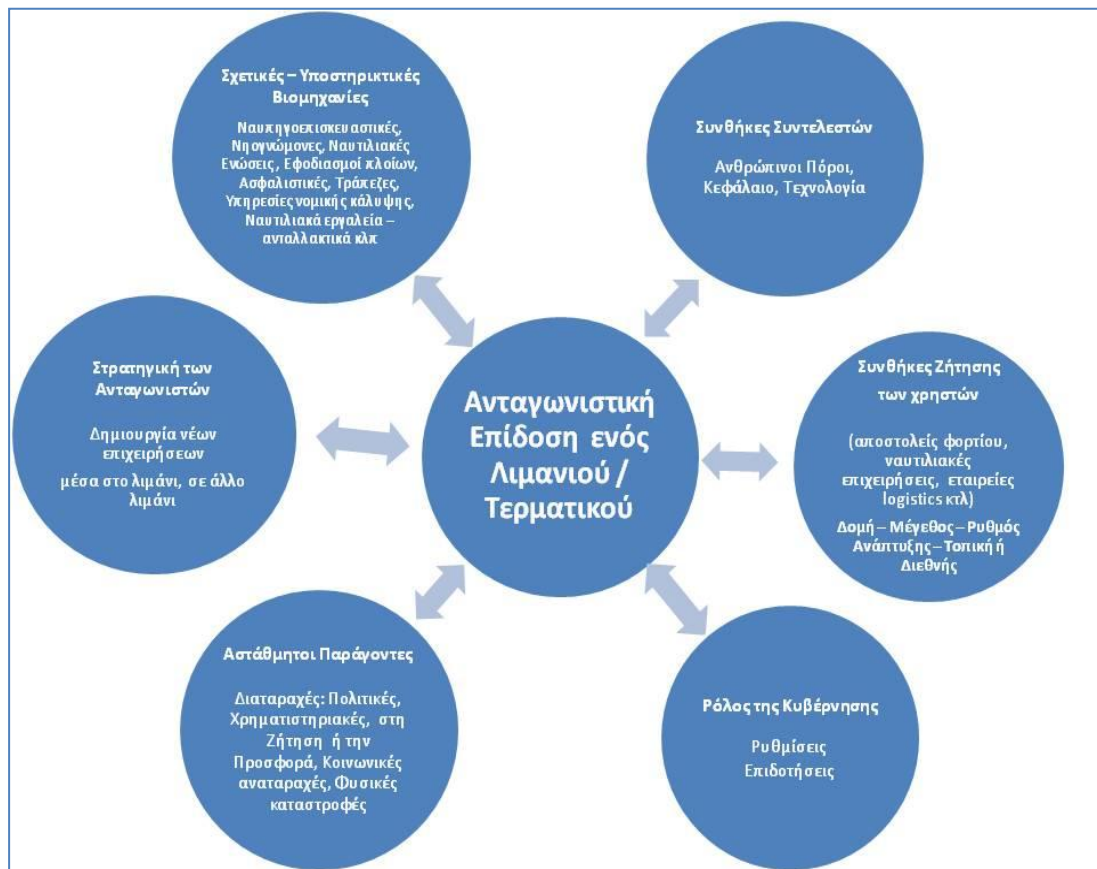 Σχετικές – Υποστηρικτικές
Βιομηχανίες
Ναυπηγοεπισκευαστικές,
Νηογνώμονες, Ναυτιλιακές
Ενώσεις, Εφοδιασμοί πλοίων,
Ασφαλιστικές, Τράπεζες,
Υπηρεσίες νομικής κάλυψης,
Ναυτιλιακά εργαλεία –
ανταλλακτικά κλπ
Συνθήκες Συντελεστών
Ανθρώπινοι Πόροι,
Κεφάλαιο, Τεχνολογία
Στρατηγική των
Ανταγωνιστών
Δημιουργία νέων
επιχειρήσεων
μέσα στο λιμάνι, σε άλλο
λιμάνι
Ανταγωνιστική
Επίδοση ενός
Λιμανιού /
Τερματικού
Συνθήκες Ζήτησης
των χρηστών
(αποστολείς φορτίου,
ναυτιλιακές
επιχειρήσεις, εταιρείες
logistics κτλ)
Δομή – Μέγεθος – Ρυθμός
Ανάπτυξης – Τοπική ή
Διεθνής
Αστάθμητοι Παράγοντες
Διαταραχές: Πολιτικές,
Χρηματιστηριακές, στη
Ζήτηση ή την
Προσφορά, Κοινωνικές
αναταραχές, Φυσικές
καταστροφές
Ρόλος της Κυβέρνησης
Ρυθμίσεις
Επιδοτήσεις